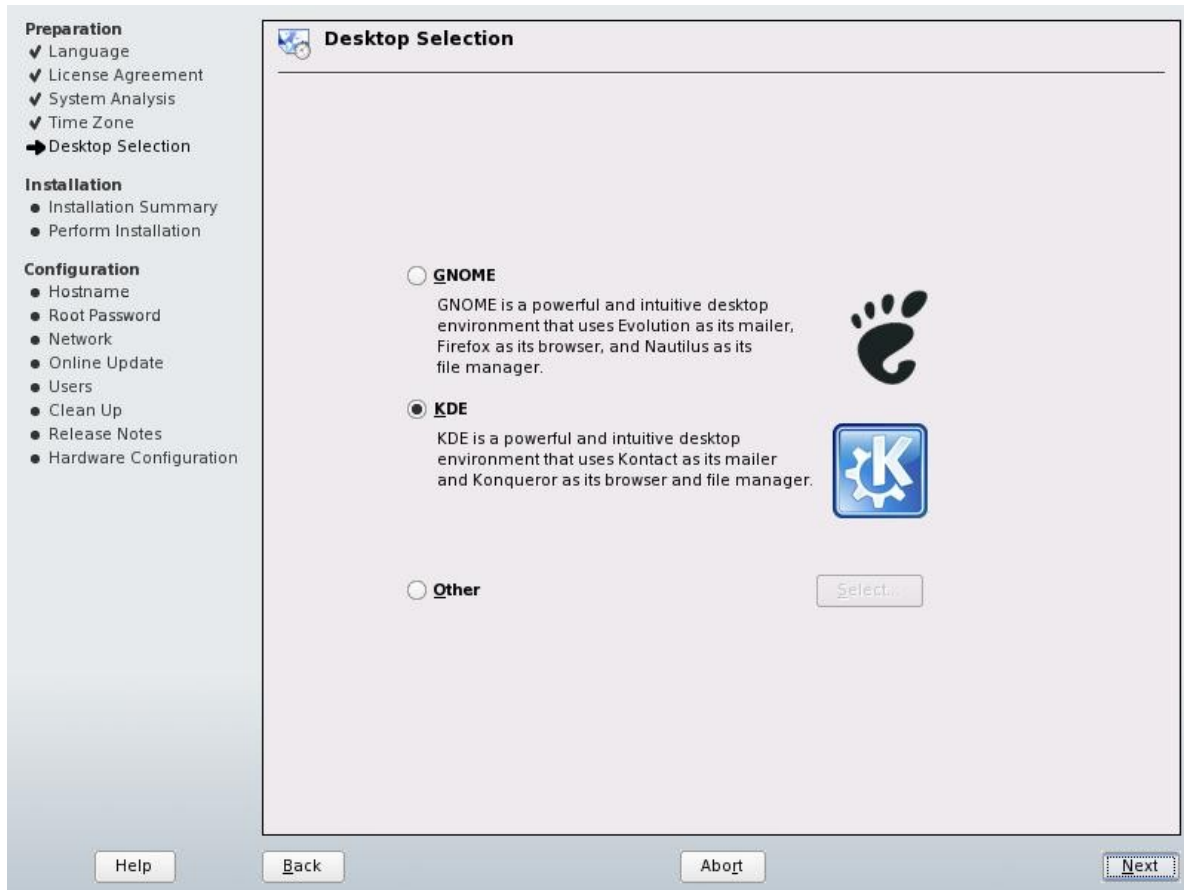 Preparation
Language
License Agreement
System Analysis
Time Zone
Desktop Selection
Installation
Installation Summary
Perform Installation
Configuration
Hostname
Root Password
Network
Online Update
Users
Clean Up
Release Notes
Hardware Configuration
Desktop Selection
GNOME
GNOME is a powerful and intuitive desktop
environment that uses Evolution as its mailer,
Firefox as its browser, and Nautilus as its
file manager.
KDE
KDE is a powerful and intuitive desktop
environment that uses Kontact as its mailer
and Konqueror as its browser and file manager.
K
Other
Select...
Help
Back
Abort
Next